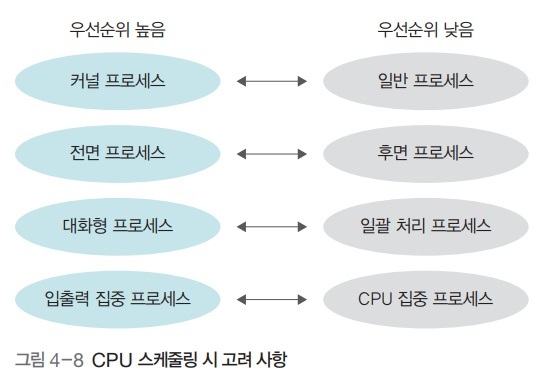 우선순위 높음 우선순위 낮음
커널 프로세스 일반 프로세스
전면 프로세스 후면 프로세스
대화형 프로세스 일괄 처리 프로세스
입출력 집중 프로세스 CPU 집중 프로세스
그림 4-8 CPU 스케줄링 시 고려 사항